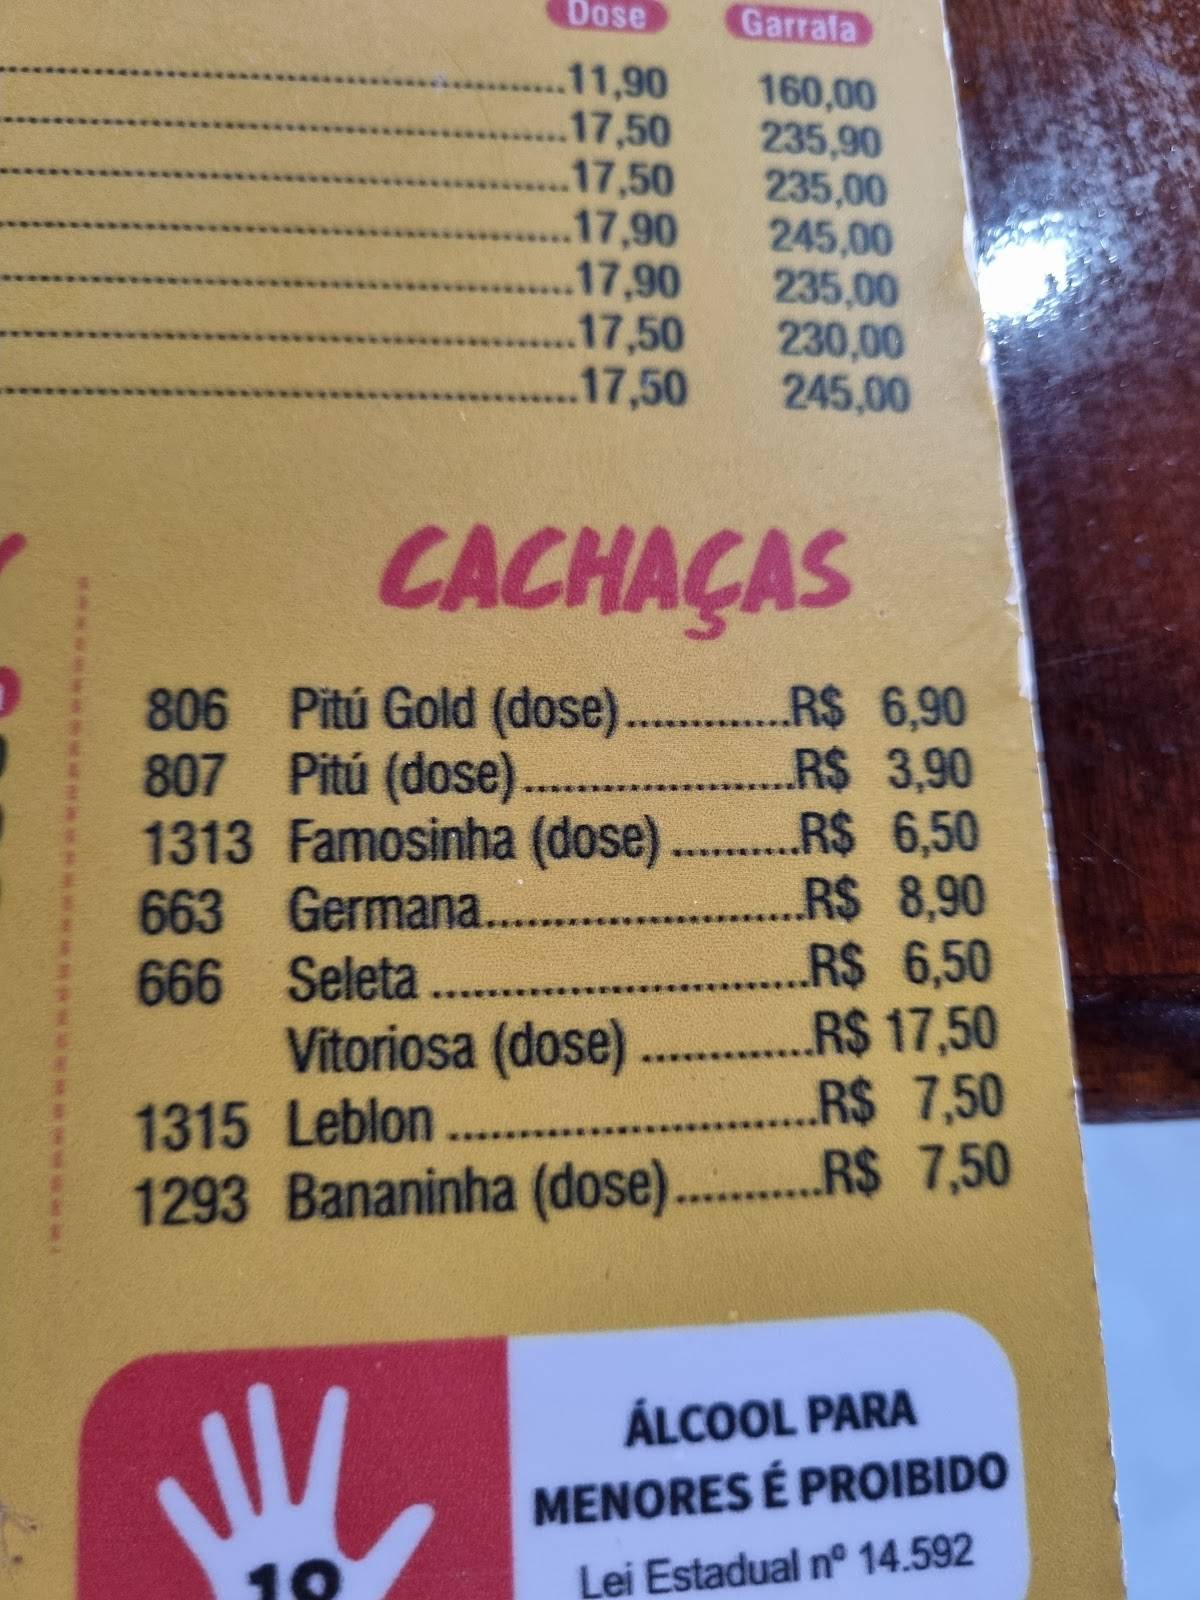 Dose Garrafa
11,90 160,00
17,50 235,90
17,50 235,00
17,90 245,00
17,90 235,00
17,50 230,00
17,50 245,00
CACHAÇAS
806 Pitú Gold (dose).............R$ 6,90
807 Pitú (dose)....................R$ 3,90
1313 Famosinha (dose) ..........R$ 6,50
663 Germana........................R$ 8,90
666 Seleta ............................R$ 6,50
Vitoriosa (dose) .............R$ 17,50
1315 Leblon ...........................R$ 7,50
1293 Bananinha (dose)...........R$ 7,50
ÁLCOOL PARA
MENORES É PROIBIDO
Lei Estadual nº 14.592